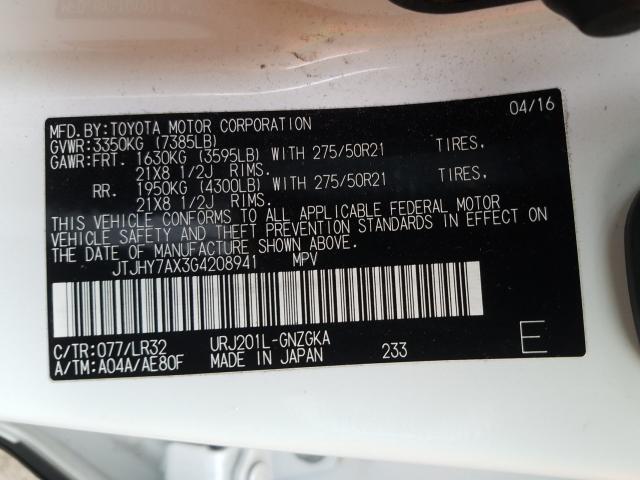 04/16
MFD.BY:TOYOTA MOTOR CORPORATION
GVWR:3350KG (7385LB)
GAWR:FRT. 1630KG (3595LB) WITH 275/50R21 TIRES,
21X8 1/2J RIMS.
RR. 1950KG (4300LB) WITH 275/50R21 TIRES,
21X8 1/2J RIMS.
THIS VEHICLE CONFORMS TO ALL APPLICABLE FEDERAL MOTOR
VEHICLE SAFETY AND THEFT PREVENTION STANDARDS IN EFFECT ON
THE DATE OF MANUFACTURE SHOWN ABOVE.
JTJHY7AX3G4208941 MPV
C/TR:077/LR32 URJ201L-GNZGKA
A/TM:A04A/AE80F MADE IN JAPAN 233 E